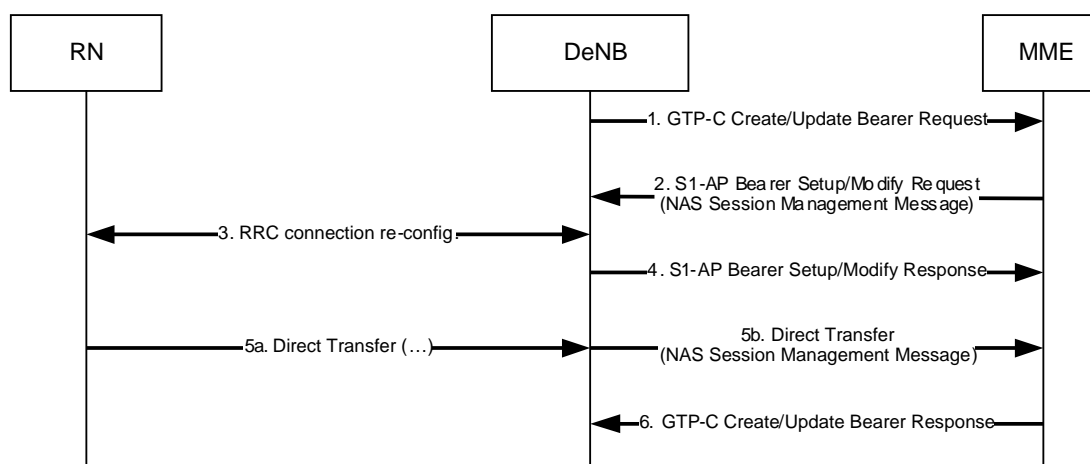 RN
DeNB
MME
1. GTP-C Create/Update Bearer Request
2. S1-AP Bearer Setup/Modify Request
(NAS Session Management Message)
3. RRC connection re-config.
4. S1-AP Bearer Setup/Modify Response
5a. Direct Transfer (…)
5b. Direct Transfer
(NAS Session Management Message)
6. GTP-C Create/Update Bearer Response